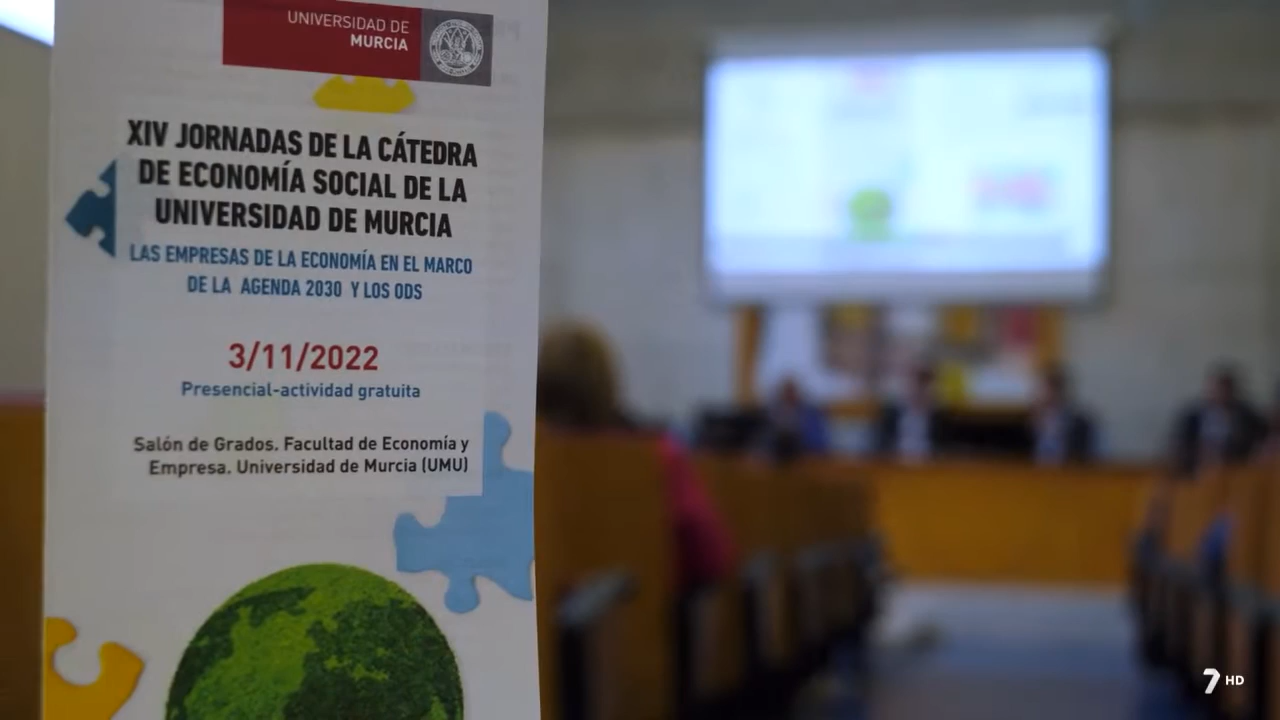 UNIVERSIDAD DE
MURCIA
XIV JORNADAS DE LA CÁTEDRA
DE ECONOMÍA SOCIAL DE LA
UNIVERSIDAD DE MURCIA
LAS EMPRESAS DE LA ECONOMÍA EN EL MARCO
DE LA AGENDA 2030 Y LOS ODS
3/11/2022
Presencial-actividad gratuita
Salón de Grados. Facultad de Economía y
Empresa. Universidad de Murcia (UMU)
7 HD